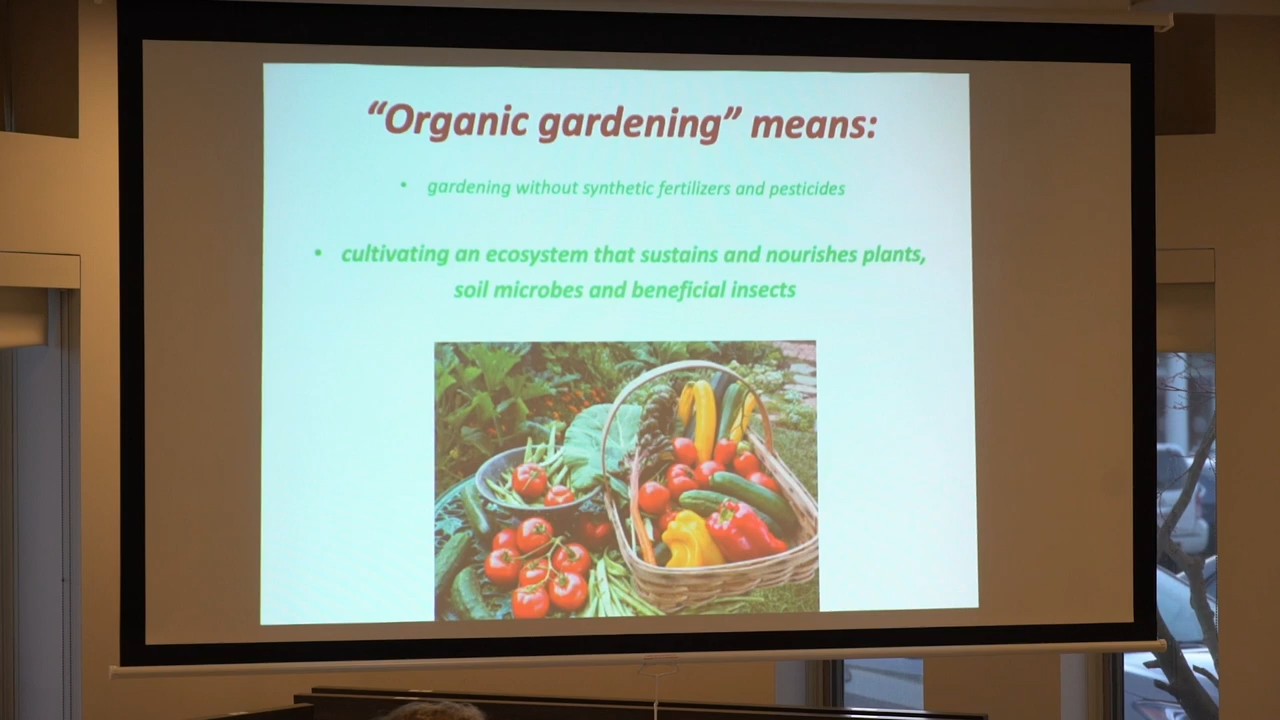 “Organic gardening” means:
• gardening without synthetic fertilizers and pesticides
• cultivating an ecosystem that sustains and nourishes plants,
soil microbes and beneficial insects